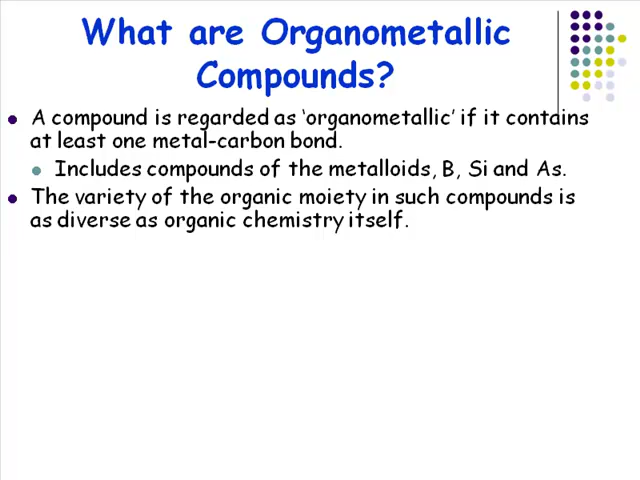 What are Organometallic
Compounds?
A compound is regarded as ‘organometallic’ if it contains
at least one metal-carbon bond.
Includes compounds of the metalloids, B, Si and As.
The variety of the organic moiety in such compounds is
as diverse as organic chemistry itself.